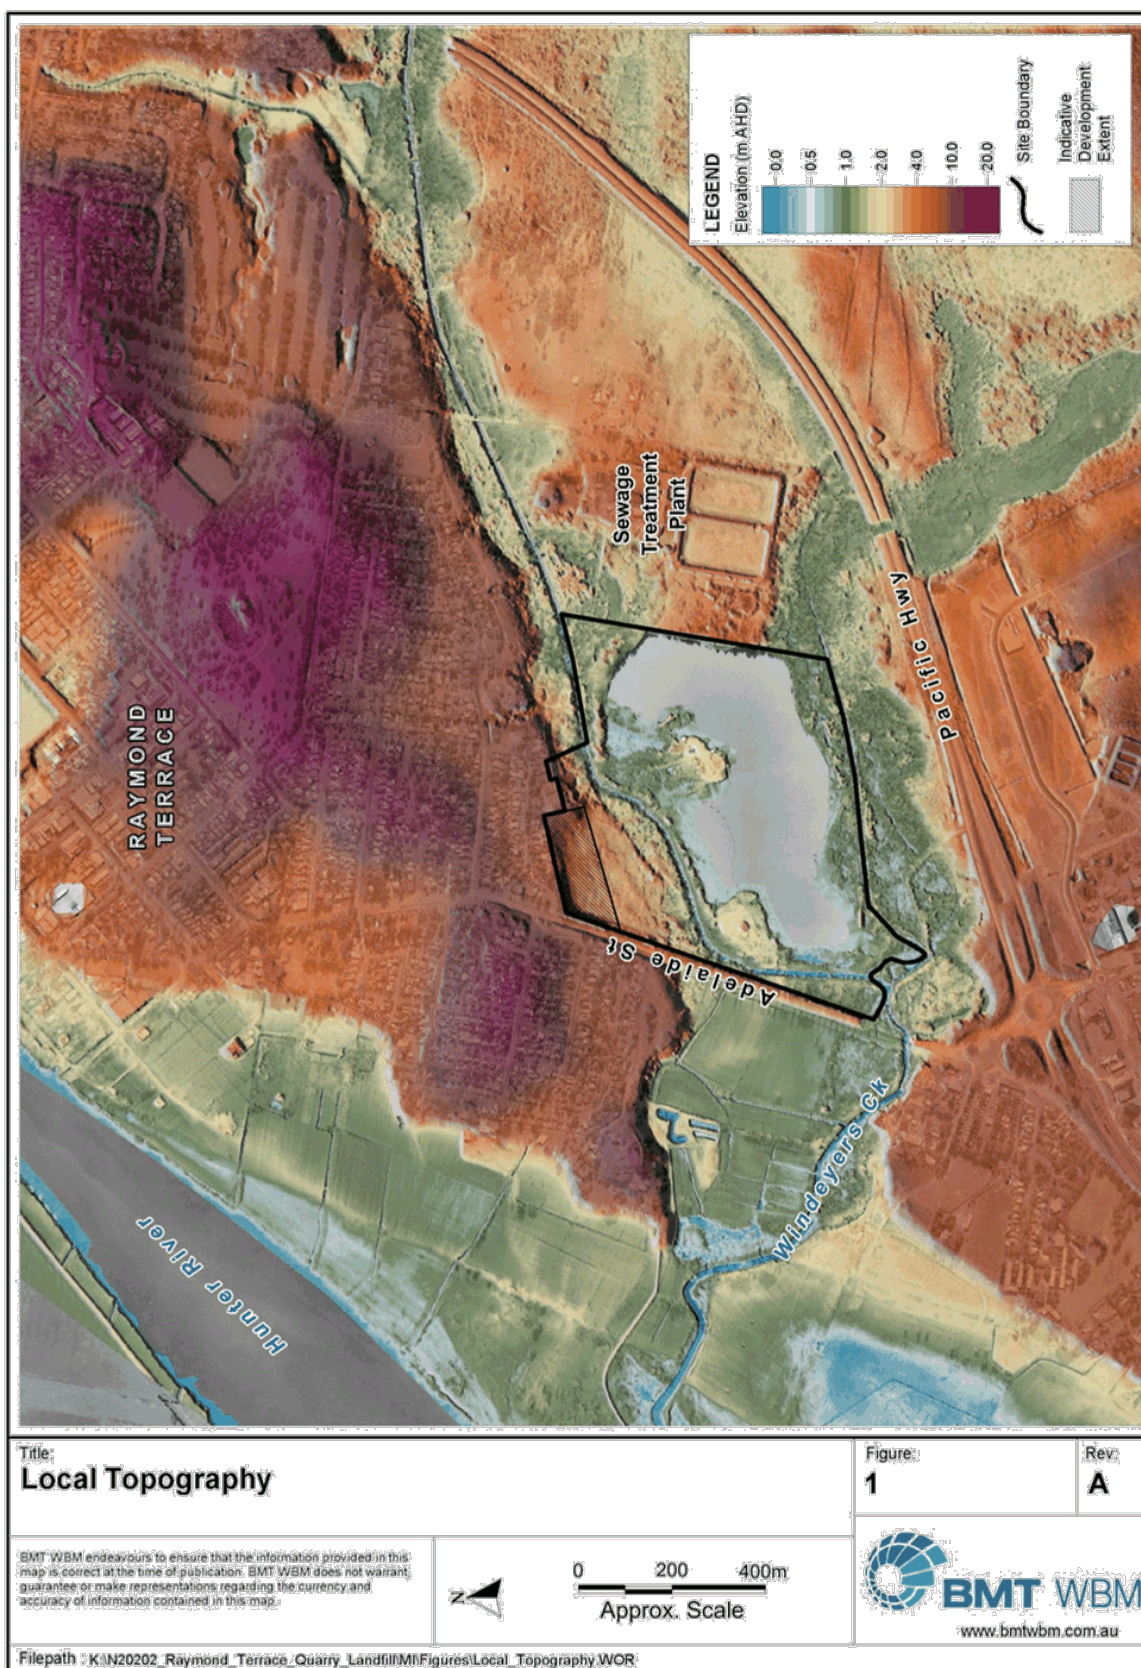 LEGEND
Elevation (m AHD)
0.0
0.5
1.0
2.0
4.0
10.0
20.0
Site Boundary
Indicative
Development
Extent
RAYMOND
TERRACE
Sewage
Treatment
Plant
Pacific Hwy
Adelaide St
Windeyers Ck
Hunter River
Title:
Local Topography
Figure:
1
Rev:
A
BMT WBM endeavours to ensure that the information provided in this
map is correct at the time of publication. BMT WBM does not warrant,
guarantee or make representations regarding the currency and
accuracy of information contained in this map.
N
0 200 400m
Approx. Scale
BMT WBM
www.bmtwbm.com.au
Filepath : K:\N20202_Raymond_Terrace_Quarry_Landfill\MI\Figures\Local_Topography.WOR